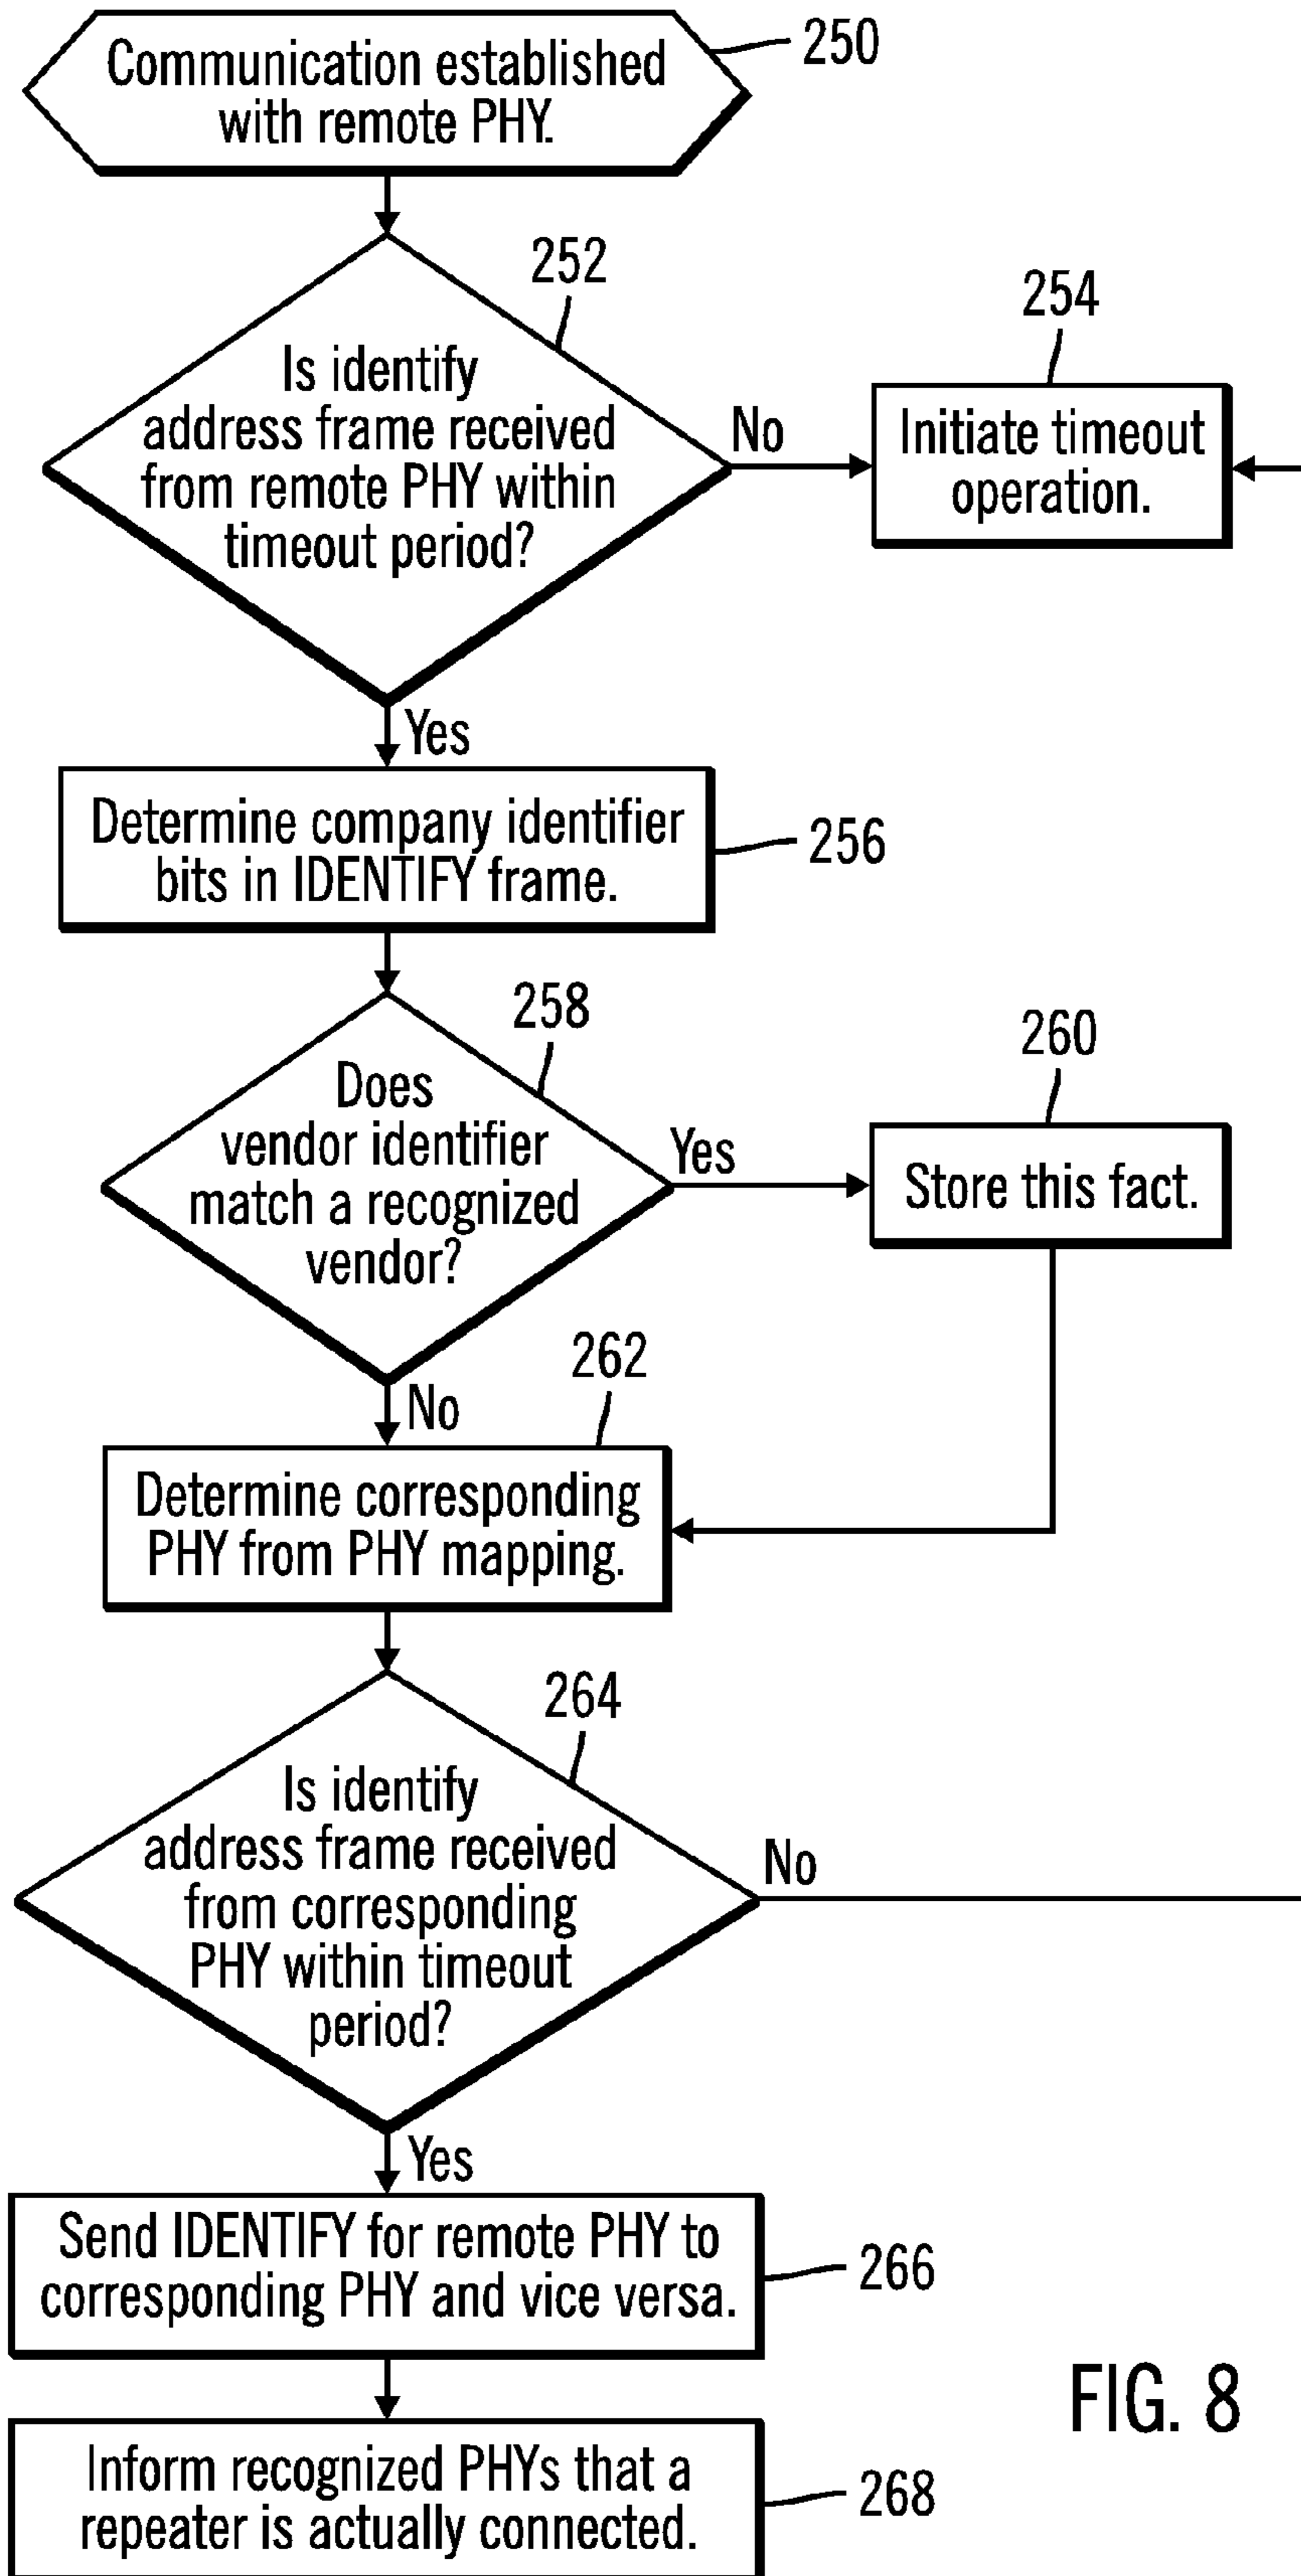 Communication established
with remote PHY.
250
252
Is identify
address frame received
from remote PHY within
timeout period?
No
254
Initiate timeout
operation.
Yes
Determine company identifier
bits in IDENTIFY frame.
256
258
Does
vendor identifier
match a recognized
vendor?
Yes
260
Store this fact.
No
262
Determine corresponding
PHY from PHY mapping.
264
Is identify
address frame received
from corresponding
PHY within timeout
period?
No
Yes
Send IDENTIFY for remote PHY to
corresponding PHY and vice versa.
266
Inform recognized PHYs that a
repeater is actually connected.
268
FIG. 8